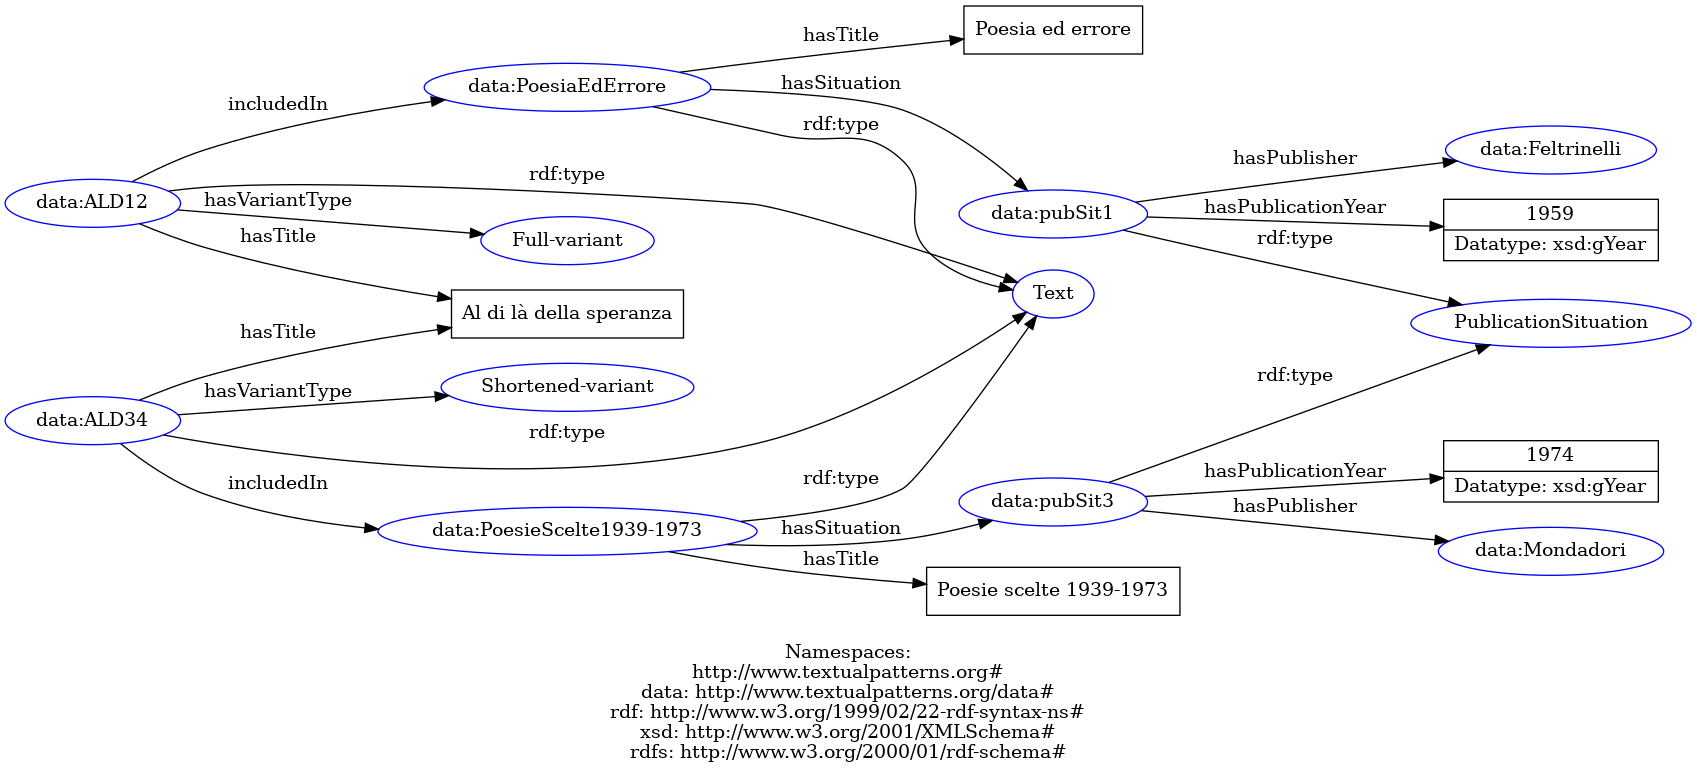 hasTitle
Poesia ed errore
data:PoesiaEdErrore
hasSituation
includedIn
rdf:type
hasPublisher
data:Feltrinelli
rdf:type
data:ALD12
hasVariantType
data:pubSit1
hasPublicationYear
1959
Datatype: xsd:gYear
hasTitle
Full-variant
rdf:type
Text
Al di là della speranza
PublicationSituation
hasTitle
Shortened-variant
hasVariantType
rdf:type
data:ALD34
rdf:type
1974
Datatype: xsd:gYear
includedIn
rdf:type
hasPublicationYear
data:pubSit3
hasPublisher
data:PoesieScelte1939-1973
hasSituation
data:Mondadori
hasTitle
Poesie scelte 1939-1973
Namespaces:
http://www.textualpatterns.org#
data: http://www.textualpatterns.org/data#
rdf: http://www.w3.org/1999/02/22-rdf-syntax-ns#
xsd: http://www.w3.org/2001/XMLSchema#
rdfs: http://www.w3.org/2000/01/rdf-schema#